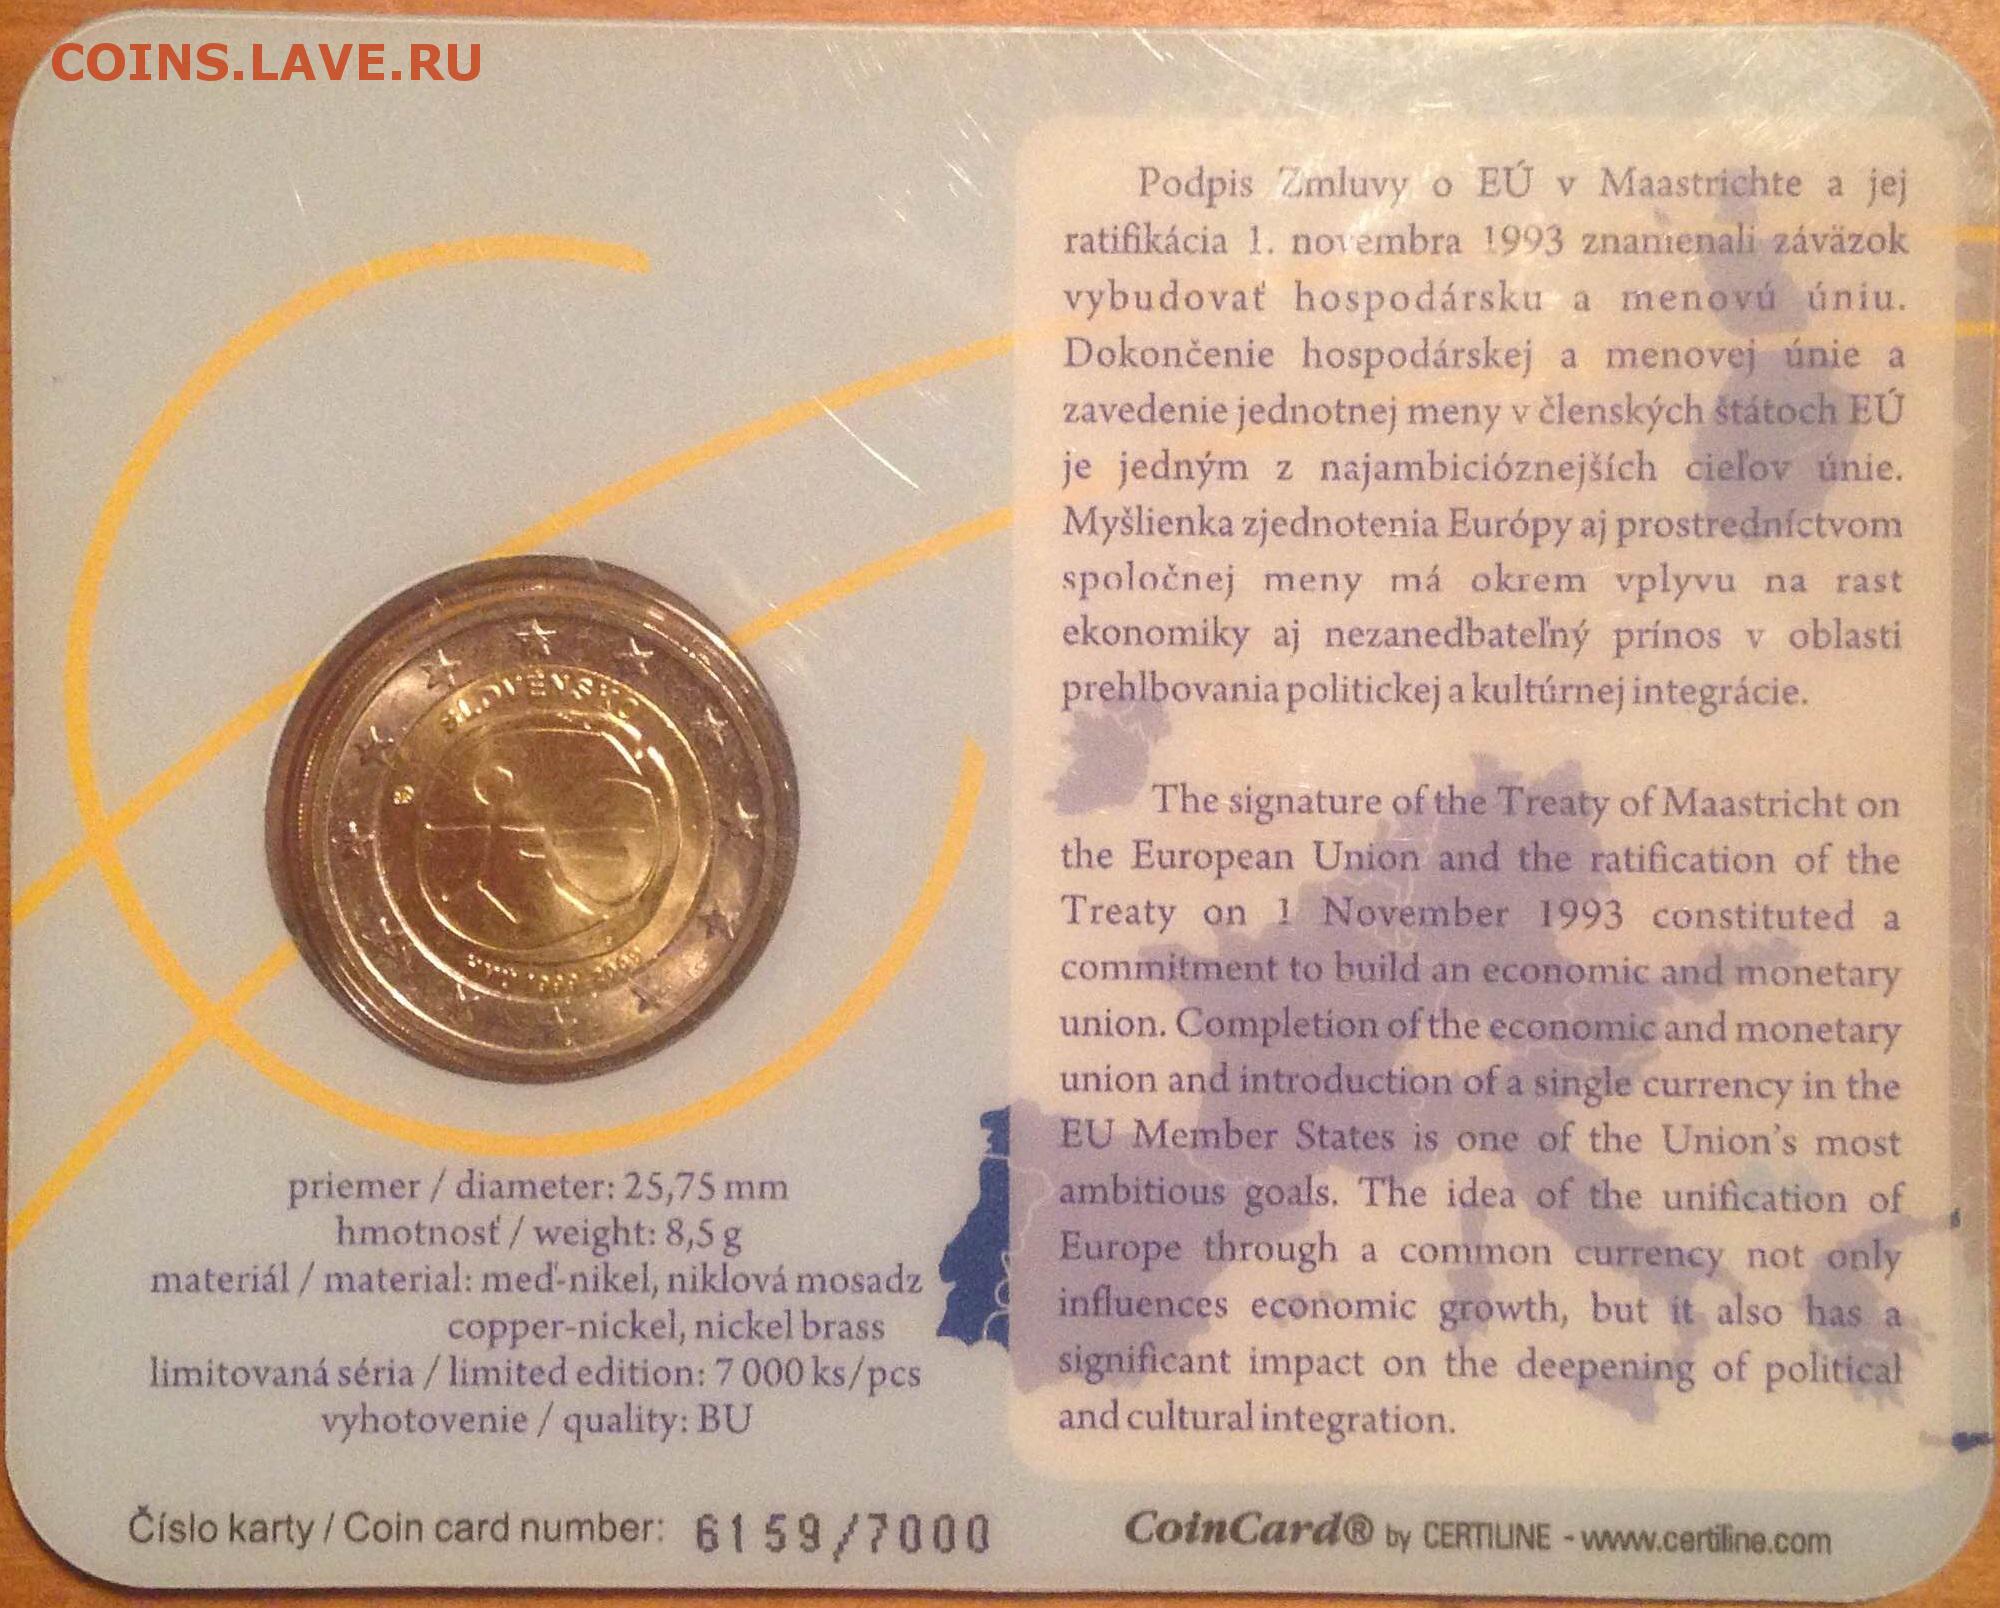 COINS.LAVE.RU
SLOVENSKO
1999-2009
priemer / diameter: 25,75 mm
hmotnosť / weight: 8,5 g
materiál / material: meď-nikel, niklová mosadz
copper-nickel, nickel brass
limitovaná séria / limited edition: 7 000 ks/pcs
vyhotovenie / quality: BU
Číslo karty / Coin card number: 6159/7000
Podpis Zmluvy o EÚ v Maastrichte a jej
ratifikácia 1. novembra 1993 znamenali záväzok
vybudovať hospodársku a menovú úniu.
Dokončenie hospodárskej a menovej únie a
zavedenie jednotnej meny v členských štátoch EÚ
je jedným z najambicióznejších cieľov únie.
Myšlienka zjednotenia Európy aj prostredníctvom
spoločnej meny má okrem vplyvu na rast
ekonomiky aj nezanedbateľný prínos v oblasti
prehlbovania politickej a kultúrnej integrácie.
The signature of the Treaty of Maastricht on
the European Union and the ratification of the
Treaty on 1 November 1993 constituted a
commitment to build an economic and monetary
union. Completion of the economic and monetary
union and introduction of a single currency in the
EU Member States is one of the Union's most
ambitious goals. The idea of the unification of
Europe through a common currency not only
influences economic growth, but it also has a
significant impact on the deepening of political
and cultural integration.
CoinCard® by CERTILINE - www.certiline.com